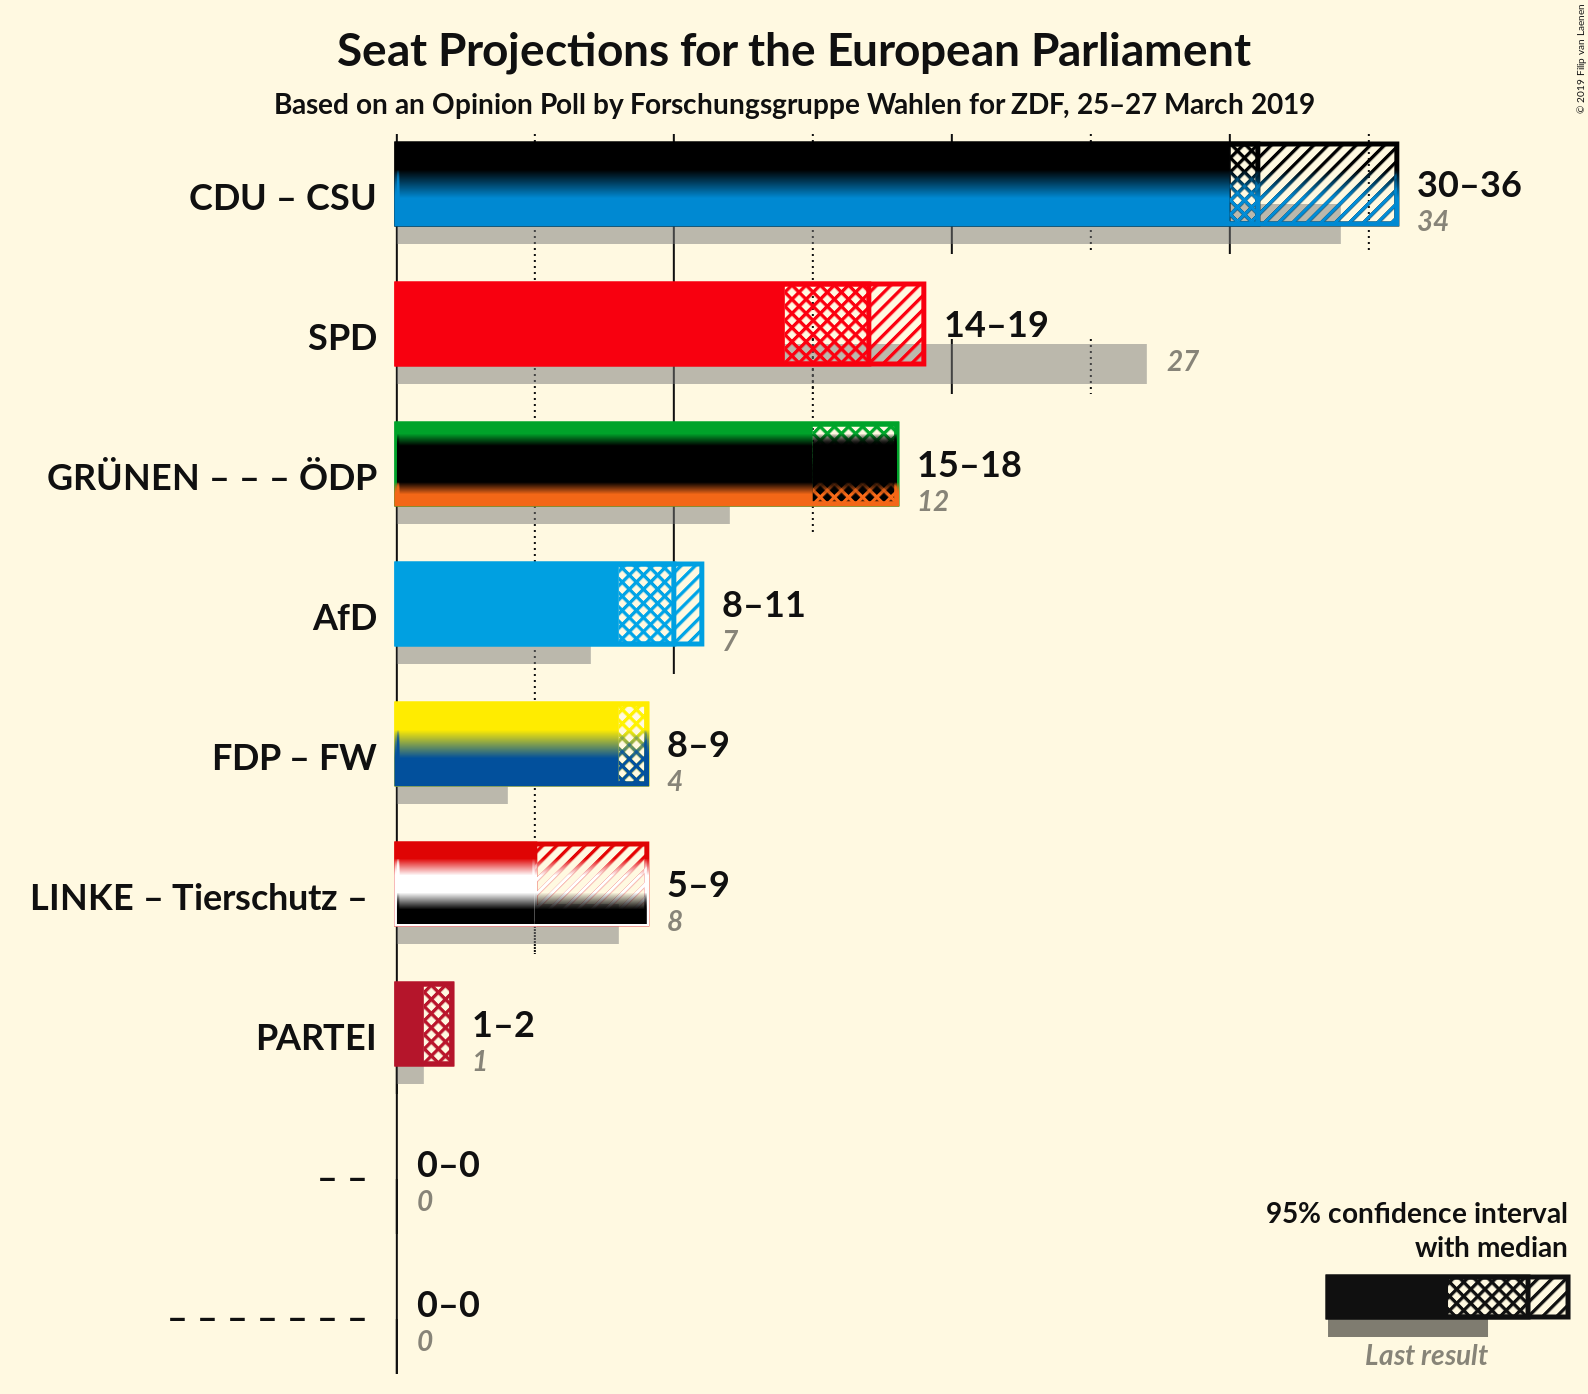 Seat Projections for the European Parliament
Based on an Opinion Poll by Forschungsgruppe Wahlen for ZDF, 25–27 March 2019
© 2019 Filip van Laenen
CDU – CSU
30–36
34
SPD
14–19
27
GRÜNEN – – – ÖDP
15–18
12
AfD
8–11
7
FDP – FW
8–9
4
LINKE – Tierschutz –
5–9
8
PARTEI
1–2
1
– –
0–0
0
– – – – – – –
0–0
0
95% confidence interval
with median
Last result